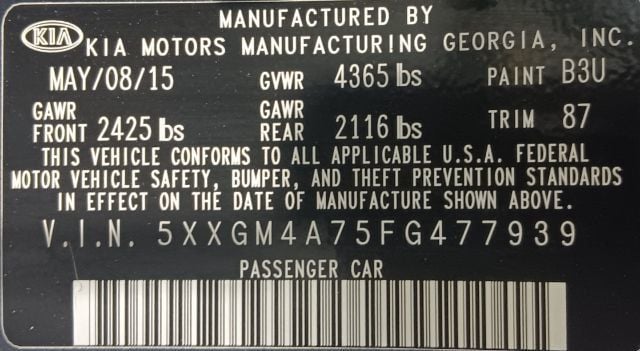 MANUFACTURED BY
KIA KIA MOTORS MANUFACTURING GEORGIA, INC.
MAY/08/15 GVWR 4365 lbs PAINT B3U
GAWR FRONT 2425 lbs GAWR REAR 2116 lbs TRIM 87
THIS VEHICLE CONFORMS TO ALL APPLICABLE U.S.A. FEDERAL
MOTOR VEHICLE SAFETY, BUMPER, AND THEFT PREVENTION STANDARDS
IN EFFECT ON THE DATE OF MANUFACTURE SHOWN ABOVE.
V.I.N. 5XXGM4A75FG477939
PASSENGER CAR